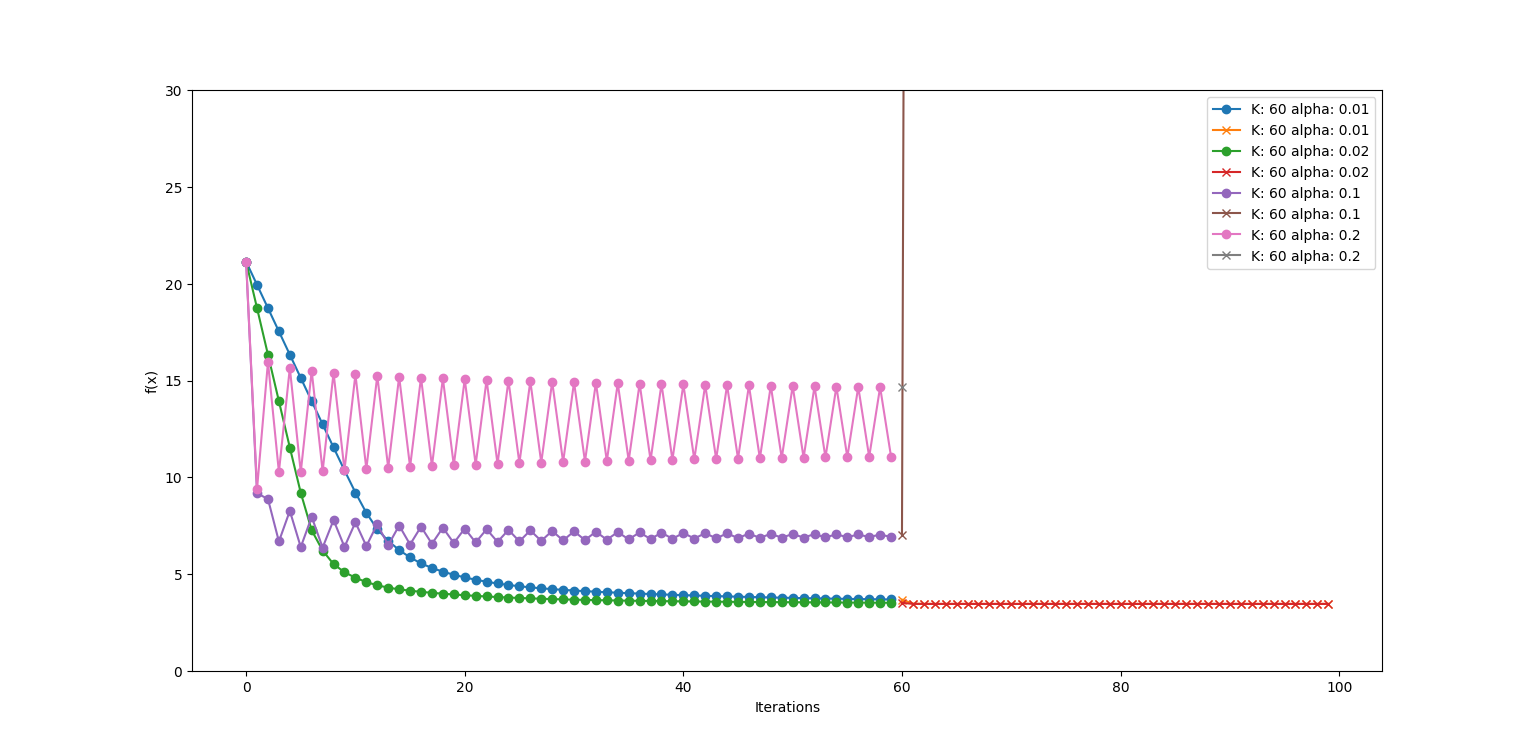 30
25
20
15
10
5
0
f(x)
0 20 40 60 80 100
Iterations
K: 60 alpha: 0.01
K: 60 alpha: 0.01
K: 60 alpha: 0.02
K: 60 alpha: 0.02
K: 60 alpha: 0.1
K: 60 alpha: 0.1
K: 60 alpha: 0.2
K: 60 alpha: 0.2